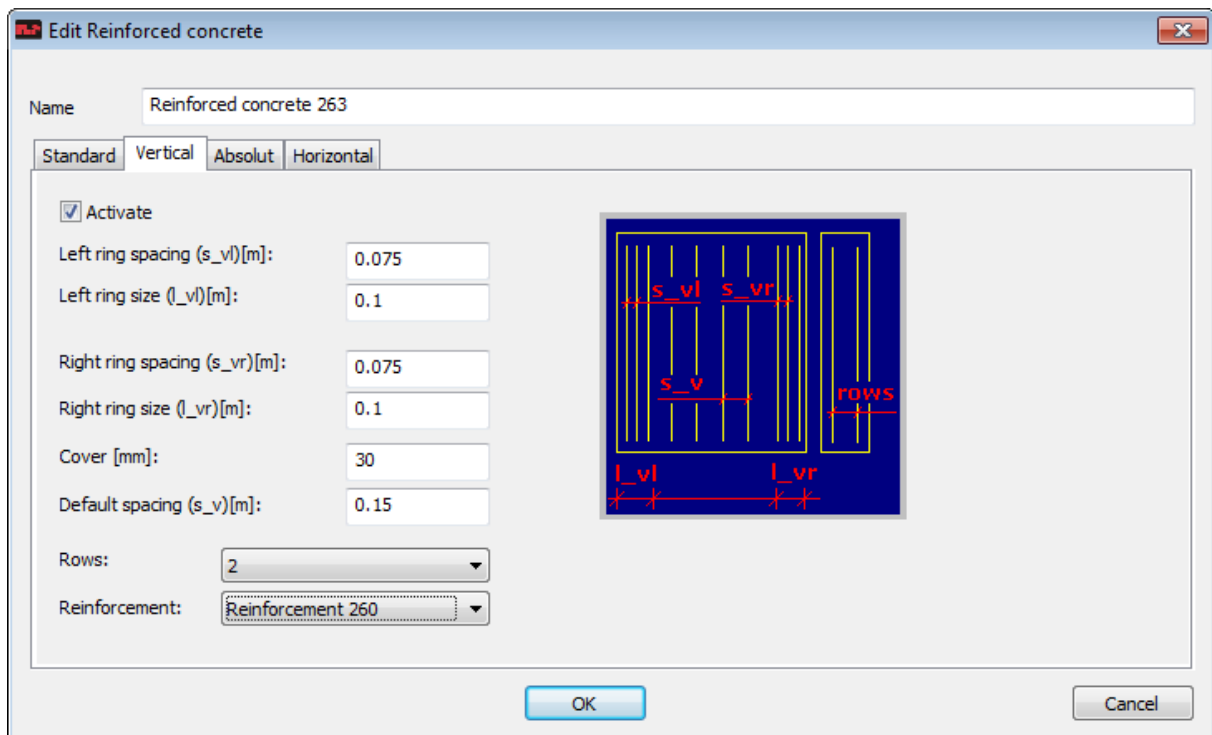 Edit Reinforced concrete
Name Reinforced concrete 263
Standard Vertical Absolut Horizontal
Activate
Left ring spacing (s_vl)[m]: 0.075
Left ring size (l_vl)[m]: 0.1
Right ring spacing (s_vr)[m]: 0.075
Right ring size (l_vr)[m]: 0.1
Cover [mm]: 30
Default spacing (s_v)[m]: 0.15
Rows: 2
Reinforcement: Reinforcement 260
s_vl s_vr
s_v
rows
l_vl l_vr
OK Cancel